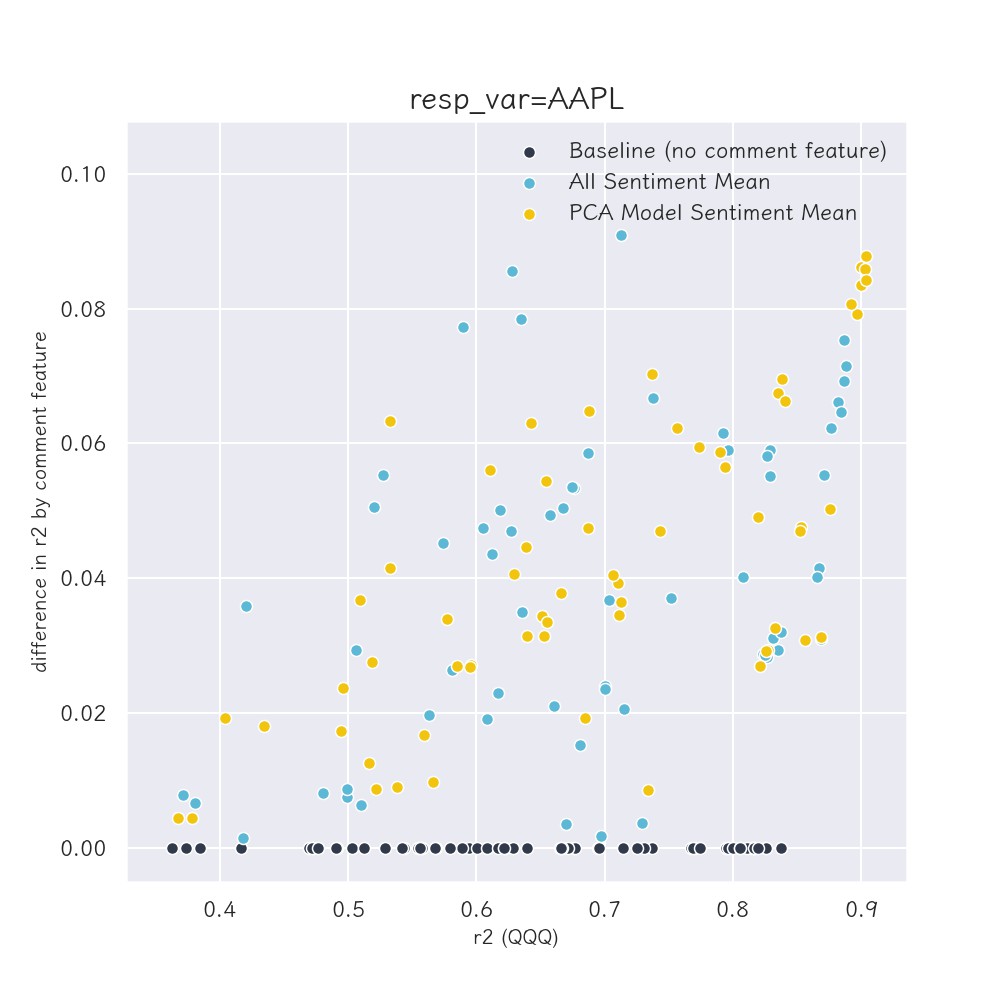 resp_var=AAPL
Baseline (no comment feature)
All Sentiment Mean
PCA Model Sentiment Mean
difference in r2 by comment feature
0.10
0.08
0.06
0.04
0.02
0.00
0.4 0.5 0.6 0.7 0.8 0.9
r2 (QQQ)